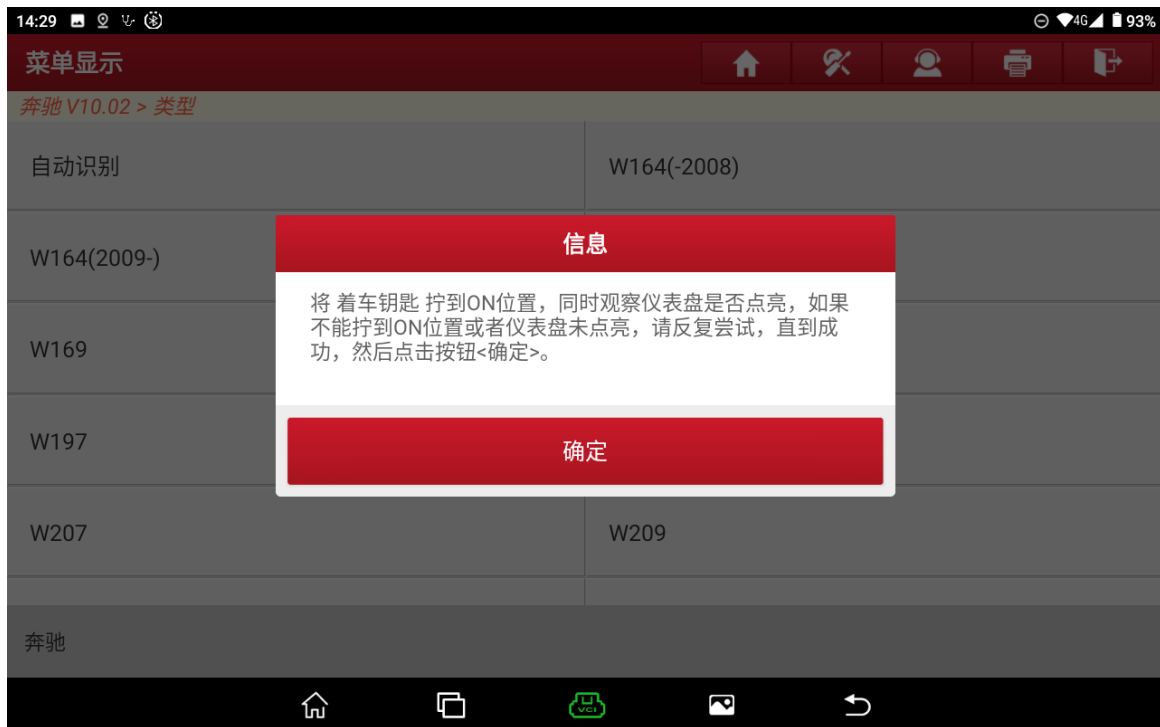 14:29
4G 93%
菜单显示
奔驰 V10.02 > 类型
自动识别
W164(-2008)
W164(2009-)
信息
将 着车钥匙 拧到ON位置，同时观察仪表盘是否点亮，如果
不能拧到ON位置或者仪表盘未点亮，请反复尝试，直到成
功，然后点击按钮<确定>。
W169
W197
确定
W207
W209
奔驰
VCI